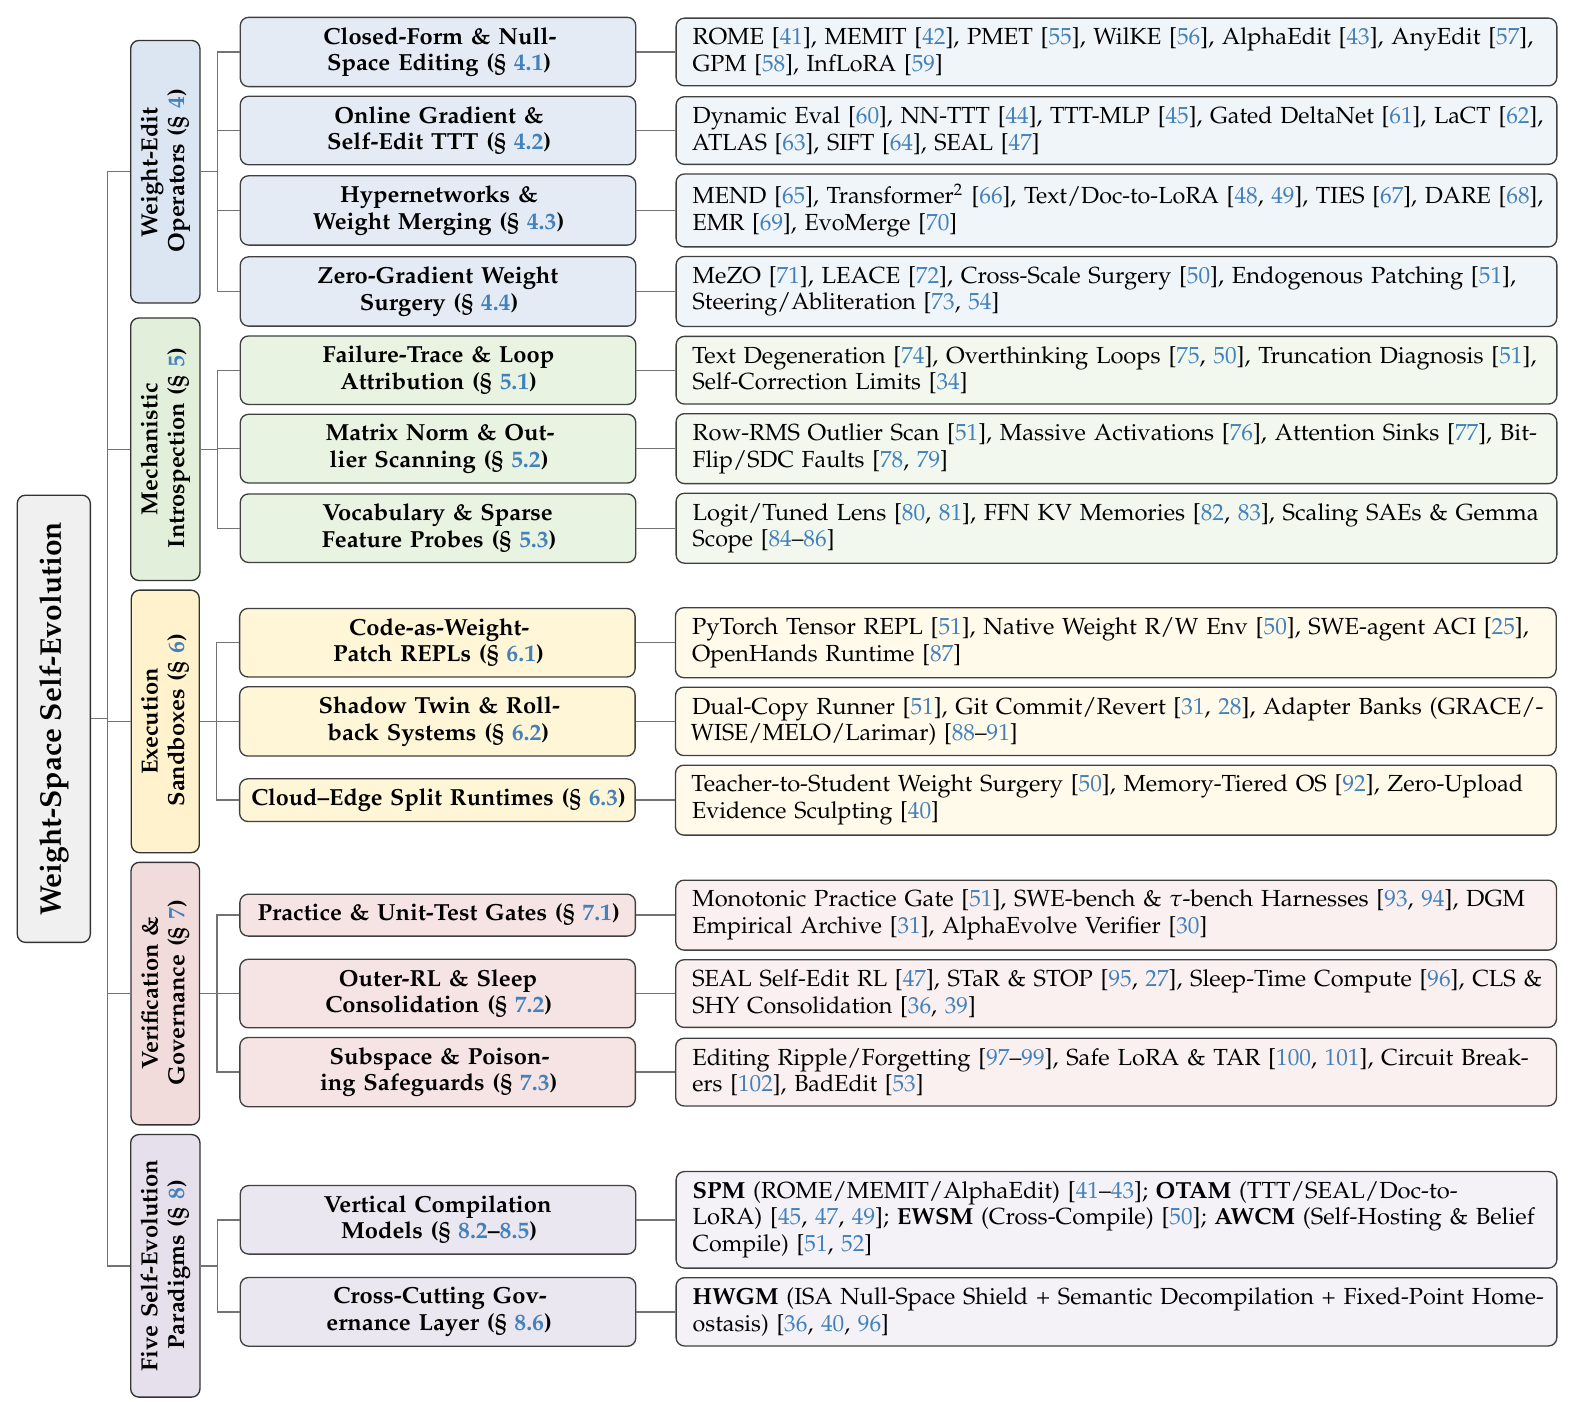 Weight-Space Self-Evolution
Weight-Edit
Operators (§ 4)
Closed-Form & Null-
Space Editing (§ 4.1)
ROME [41], MEMIT [42], PMET [55], WilKE [56], AlphaEdit [43], AnyEdit [57],
GPM [58], InfLoRA [59]
Online Gradient &
Self-Edit TTT (§ 4.2)
Dynamic Eval [60], NN-TTT [44], TTT-MLP [45], Gated DeltaNet [61], LaCT [62],
ATLAS [63], SIFT [64], SEAL [47]
Hypernetworks &
Weight Merging (§ 4.3)
MEND [65], Transformer² [66], Text/Doc-to-LoRA [48, 49], TIES [67], DARE [68],
EMR [69], EvoMerge [70]
Zero-Gradient Weight
Surgery (§ 4.4)
MeZO [71], LEACE [72], Cross-Scale Surgery [50], Endogenous Patching [51],
Steering/Abliteration [73, 54]
Mechanistic
Introspection (§ 5)
Failure-Trace & Loop
Attribution (§ 5.1)
Text Degeneration [74], Overthinking Loops [75, 50], Truncation Diagnosis [51],
Self-Correction Limits [34]
Matrix Norm & Out-
lier Scanning (§ 5.2)
Row-RMS Outlier Scan [51], Massive Activations [76], Attention Sinks [77], Bit-
Flip/SDC Faults [78, 79]
Vocabulary & Sparse
Feature Probes (§ 5.3)
Logit/Tuned Lens [80, 81], FFN KV Memories [82, 83], Scaling SAEs & Gemma
Scope [84–86]
Execution
Sandboxes (§ 6)
Code-as-Weight-
Patch REPLs (§ 6.1)
PyTorch Tensor REPL [51], Native Weight R/W Env [50], SWE-agent ACI [25],
OpenHands Runtime [87]
Shadow Twin & Roll-
back Systems (§ 6.2)
Dual-Copy Runner [51], Git Commit/Revert [31, 28], Adapter Banks (GRACE/-
WISE/MELO/Larimar) [88–91]
Cloud–Edge Split Runtimes (§ 6.3)
Teacher-to-Student Weight Surgery [50], Memory-Tiered OS [92], Zero-Upload
Evidence Sculpting [40]
Verification &
Governance (§ 7)
Practice & Unit-Test Gates (§ 7.1)
Monotonic Practice Gate [51], SWE-bench & τ-bench Harnesses [93, 94], DGM
Empirical Archive [31], AlphaEvolve Verifier [30]
Outer-RL & Sleep
Consolidation (§ 7.2)
SEAL Self-Edit RL [47], STaR & STOP [95, 27], Sleep-Time Compute [96], CLS &
SHY Consolidation [36, 39]
Subspace & Poison-
ing Safeguards (§ 7.3)
Editing Ripple/Forgetting [97–99], Safe LoRA & TAR [100, 101], Circuit Break-
ers [102], BadEdit [53]
Five Self-Evolution
Paradigms (§ 8)
Vertical Compilation
Models (§ 8.2–8.5)
SPM (ROME/MEMIT/AlphaEdit) [41–43]; OTAM (TTT/SEAL/Doc-to-
LoRA) [45, 47, 49]; EWSM (Cross-Compile) [50]; AWCM (Self-Hosting & Belief
Compile) [51, 52]
Cross-Cutting Gov-
ernance Layer (§ 8.6)
HWGM (ISA Null-Space Shield + Semantic Decompilation + Fixed-Point Home-
ostasis) [36, 40, 96]